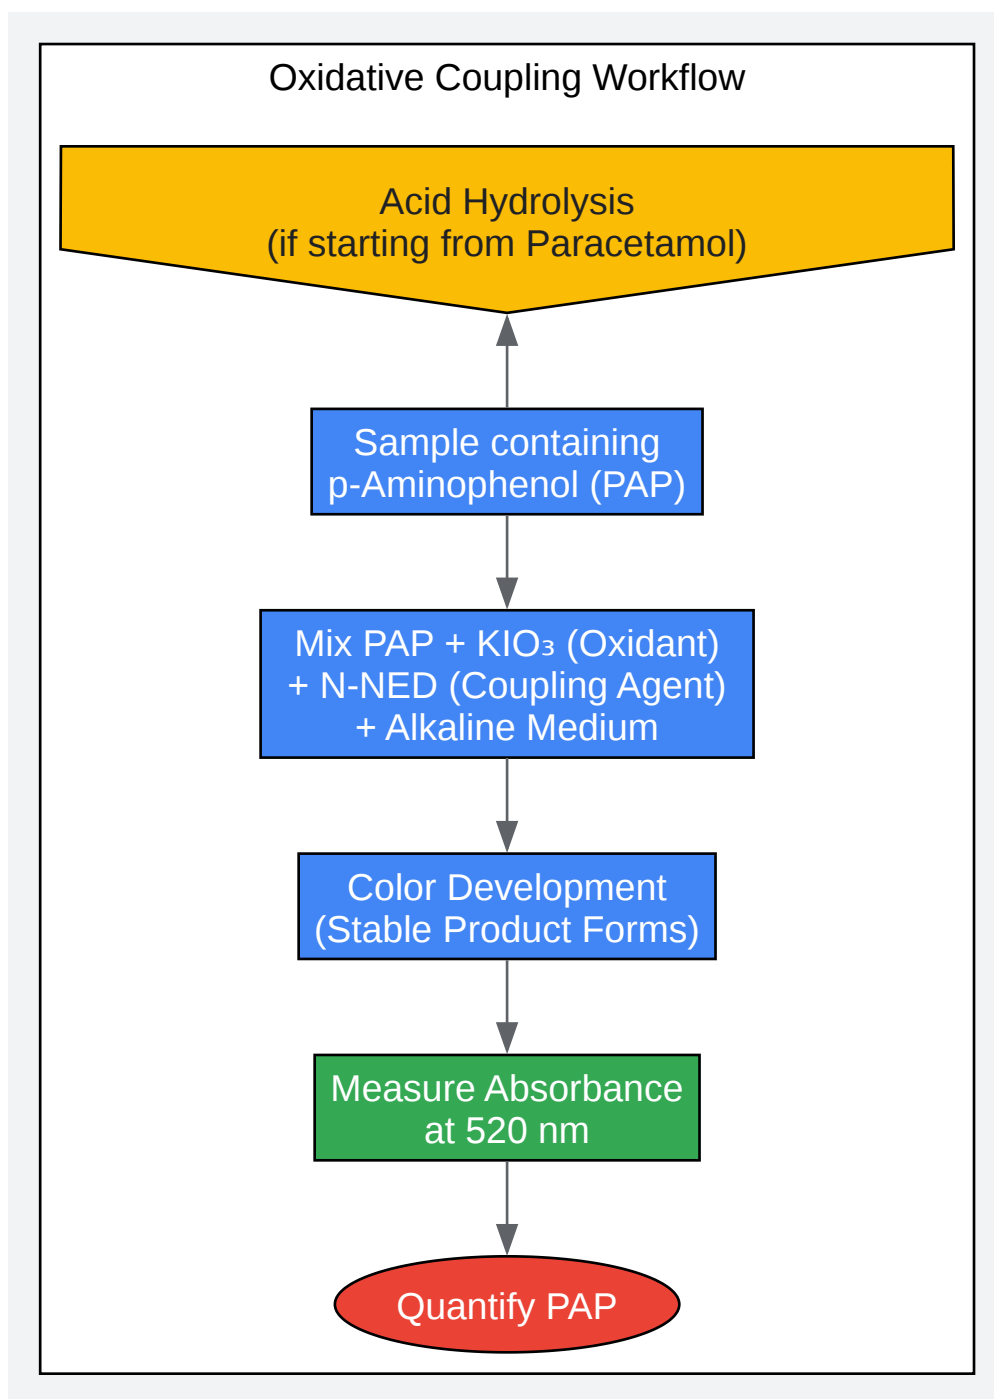 Oxidative Coupling Workflow
Acid Hydrolysis
(if starting from Paracetamol)
Sample containing
p-Aminophenol (PAP)
Mix PAP + KIO₃ (Oxidant)
+ N-NED (Coupling Agent)
+ Alkaline Medium
Color Development
(Stable Product Forms)
Measure Absorbance
at 520 nm
Quantify PAP